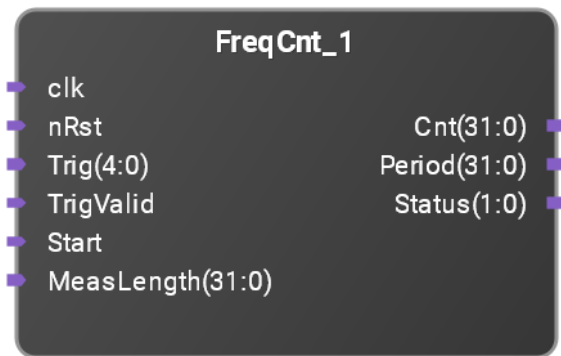 FreqCnt_1
clk
nRst
Cnt(31:0)
Trig(4:0)
Period(31:0)
TrigValid
Status(1:0)
Start
MeasLength(31:0)